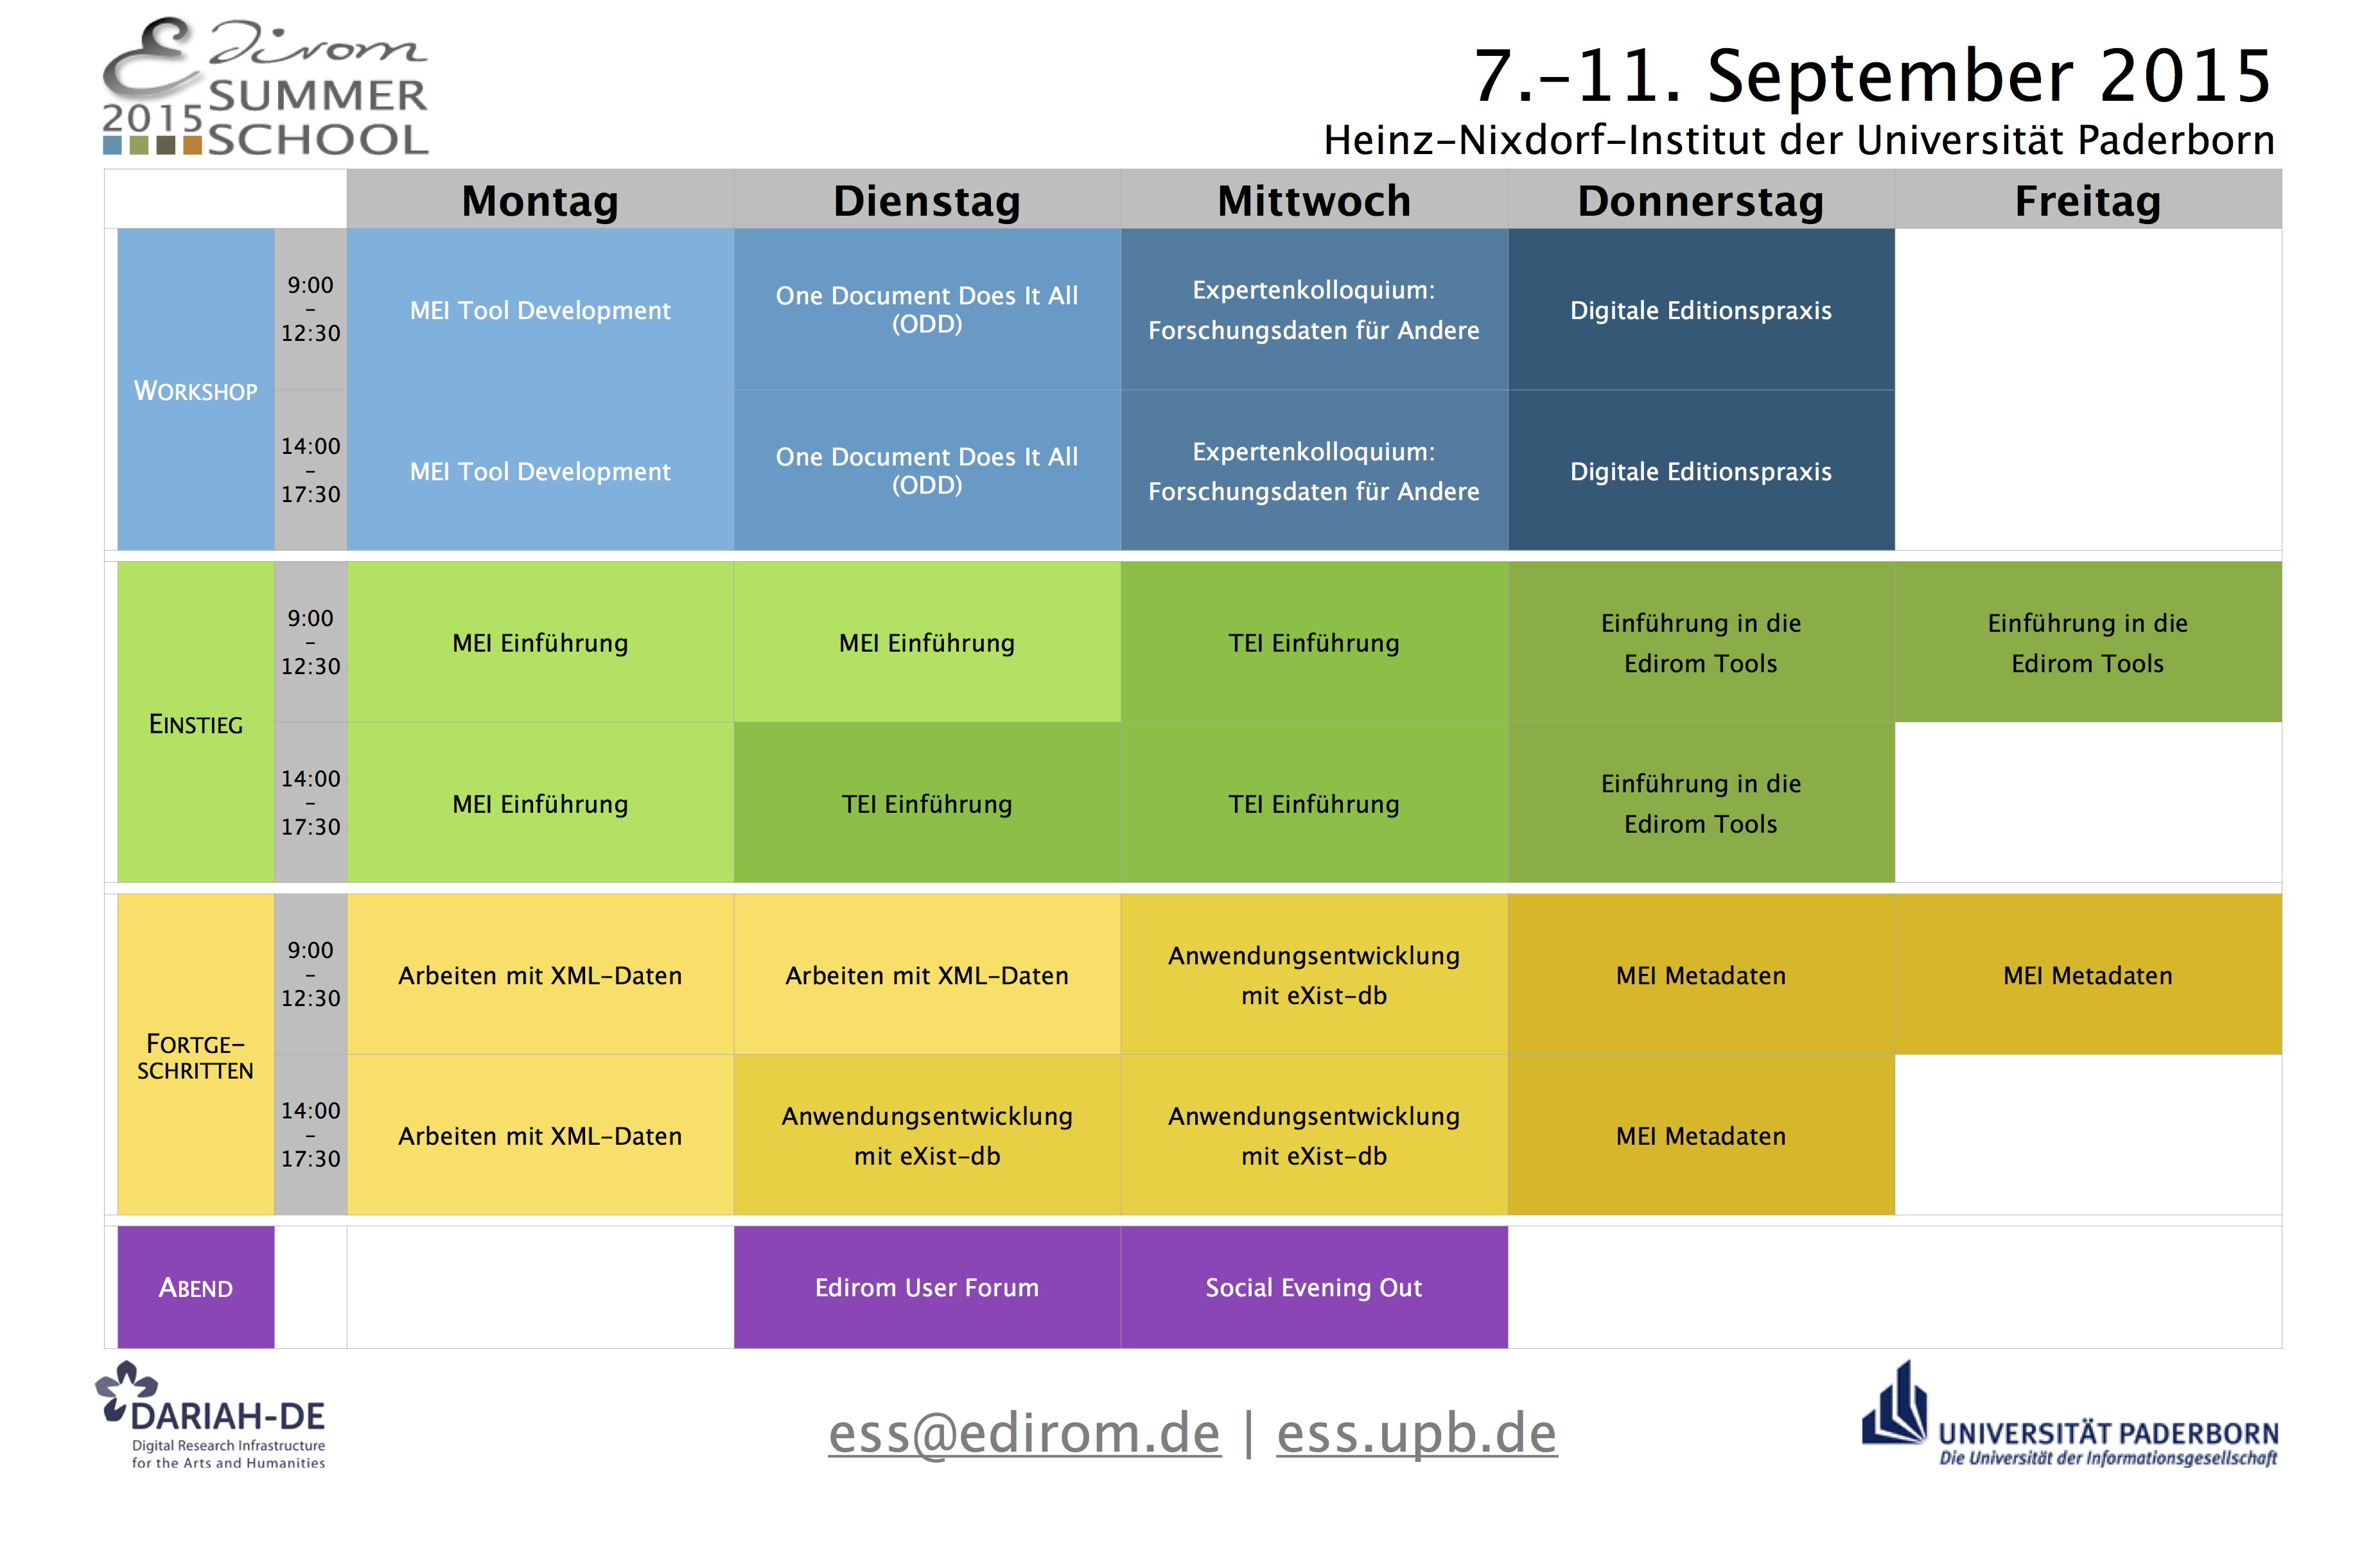 Edirom
SUMMER
2015 SCHOOL
7.–11. September 2015
Heinz–Nixdorf–Institut der Universität Paderborn
Montag Dienstag Mittwoch Donnerstag Freitag
WORKSHOP
9:00
–
12:30
MEI Tool Development
One Document Does It All
(ODD)
Expertenkolloquium:
Forschungsdaten für Andere
Digitale Editionspraxis
14:00
–
17:30
MEI Tool Development
One Document Does It All
(ODD)
Expertenkolloquium:
Forschungsdaten für Andere
Digitale Editionspraxis
EINSTIEG
9:00
–
12:30
MEI Einführung
MEI Einführung
TEI Einführung
Einführung in die
Edirom Tools
Einführung in die
Edirom Tools
14:00
–
17:30
MEI Einführung
TEI Einführung
TEI Einführung
Einführung in die
Edirom Tools
FORTGE–
SCHRITTEN
9:00
–
12:30
Arbeiten mit XML–Daten
Arbeiten mit XML–Daten
Anwendungsentwicklung
mit eXist–db
MEI Metadaten
MEI Metadaten
14:00
–
17:30
Arbeiten mit XML–Daten
Anwendungsentwicklung
mit eXist–db
Anwendungsentwicklung
mit eXist–db
MEI Metadaten
ABEND
Edirom User Forum
Social Evening Out
DARIAH-DE
Digital Research Infrastructure
for the Arts and Humanities
ess@edirom.de | ess.upb.de
UNIVERSITÄT PADERBORN
Die Universität der Informationsgesellschaft